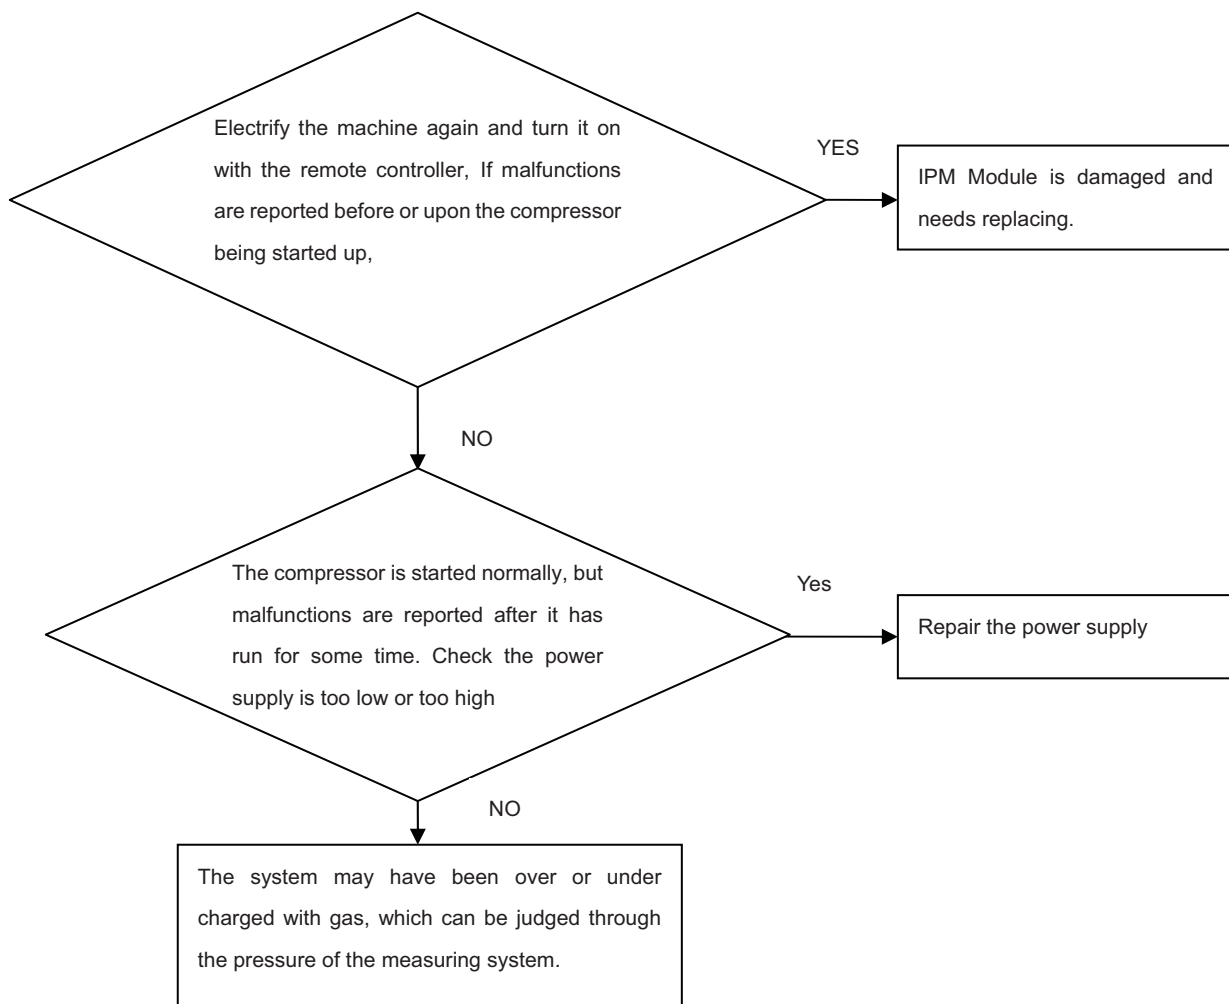 Electrify the machine again and turn it on
with the remote controller, If malfunctions
are reported before or upon the compressor
being started up,
YES
IPM Module is damaged and
needs replacing.
NO
The compressor is started normally, but
malfunctions are reported after it has
run for some time. Check the power
supply is too low or too high
Yes
Repair the power supply
NO
The system may have been over or under
charged with gas, which can be judged through
the pressure of the measuring system.